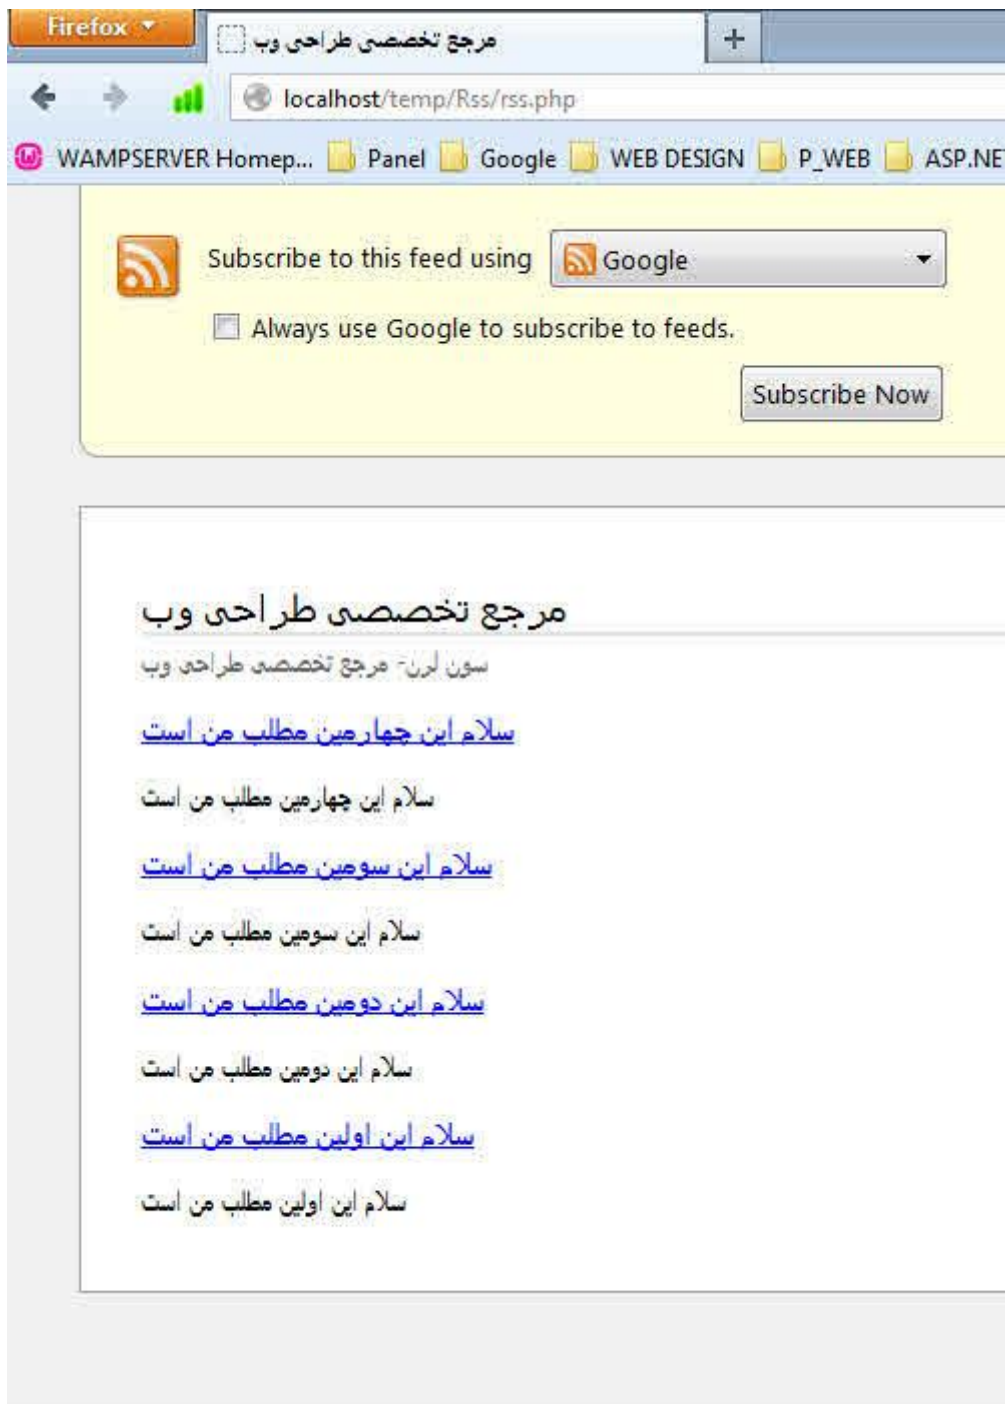 Firefox
مرجع تخصصی طراحی وب
localhost/temp/Rss/rss.php
WAMPSERVER Homep... Panel Google WEB DESIGN P_WEB ASP.NE
Subscribe to this feed using Google
Always use Google to subscribe to feeds.
Subscribe Now
مرجع تخصصی طراحی وب
سون لرن- مرجع تخصصی طراحی وب
سلام این چهارمین مطلب من است
سلام این چهارمین مطلب من است
سلام این سومین مطلب من است
سلام این سومین مطلب من است
سلام این دومین مطلب من است
سلام این دومین مطلب من است
سلام این اولین مطلب من است
سلام این اولین مطلب من است